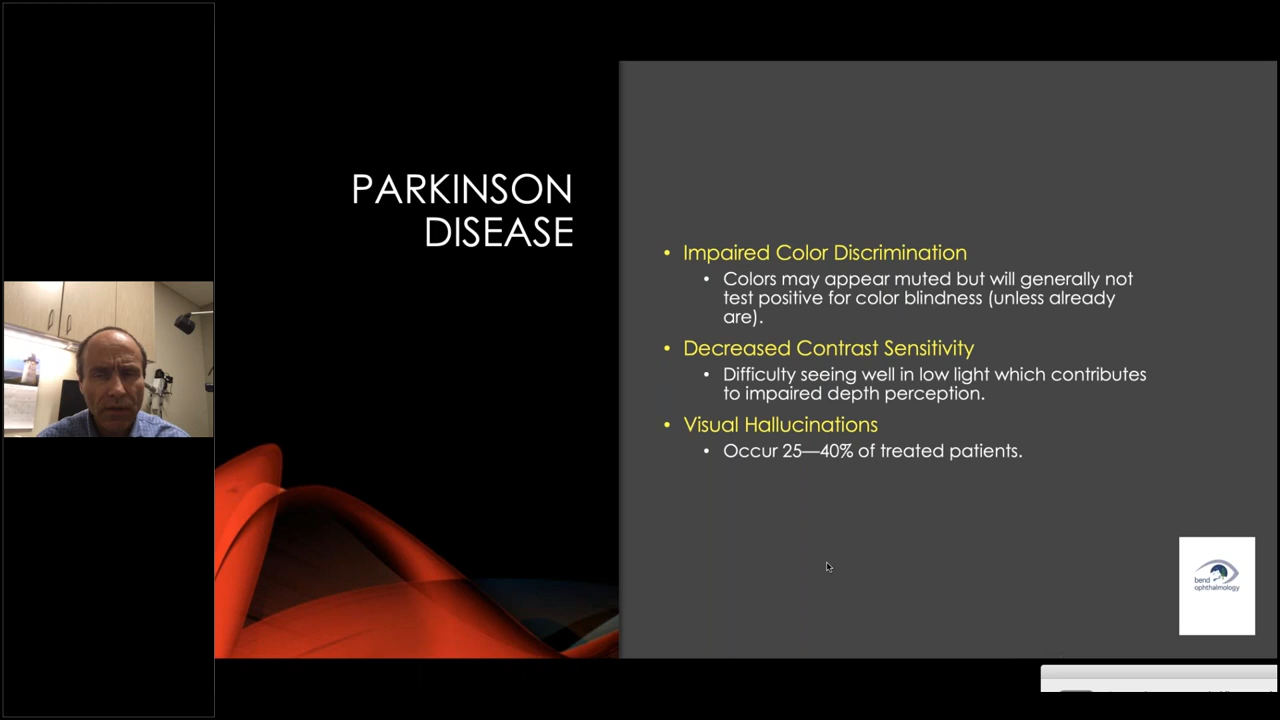 PARKINSON
DISEASE
• Impaired Color Discrimination
• Colors may appear muted but will generally not
test positive for color blindness (unless already
are).
• Decreased Contrast Sensitivity
• Difficulty seeing well in low light which contributes
to impaired depth perception.
• Visual Hallucinations
• Occur 25—40% of treated patients.
bend
ophthalmology